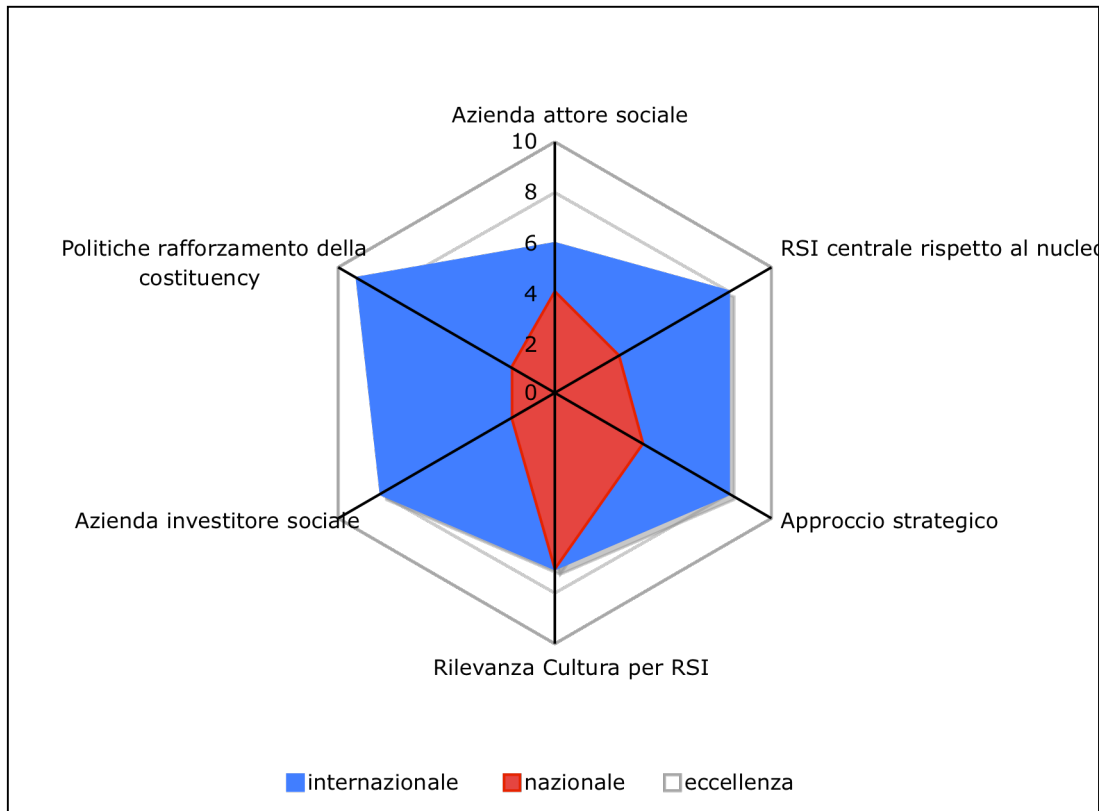 Azienda attore sociale
10
8
Politiche rafforzamento della
costituency
6
RSI centrale rispetto al nucleo
4
2
0
Azienda investitore sociale
Approccio strategico
Rilevanza Cultura per RSI
internazionale nazionale eccellenza